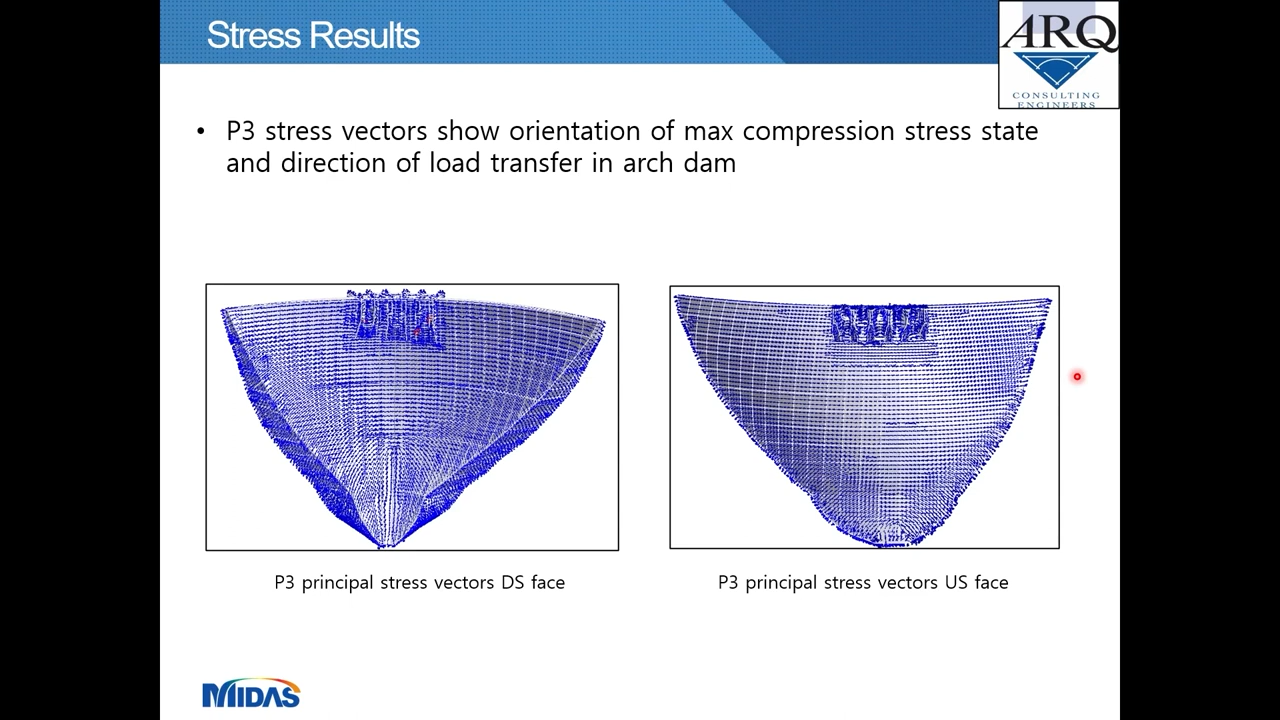 Stress Results
ARQ
CONSULTING
ENGINEERS
• P3 stress vectors show orientation of max compression stress state
and direction of load transfer in arch dam
P3 principal stress vectors DS face
P3 principal stress vectors US face
MIDAS